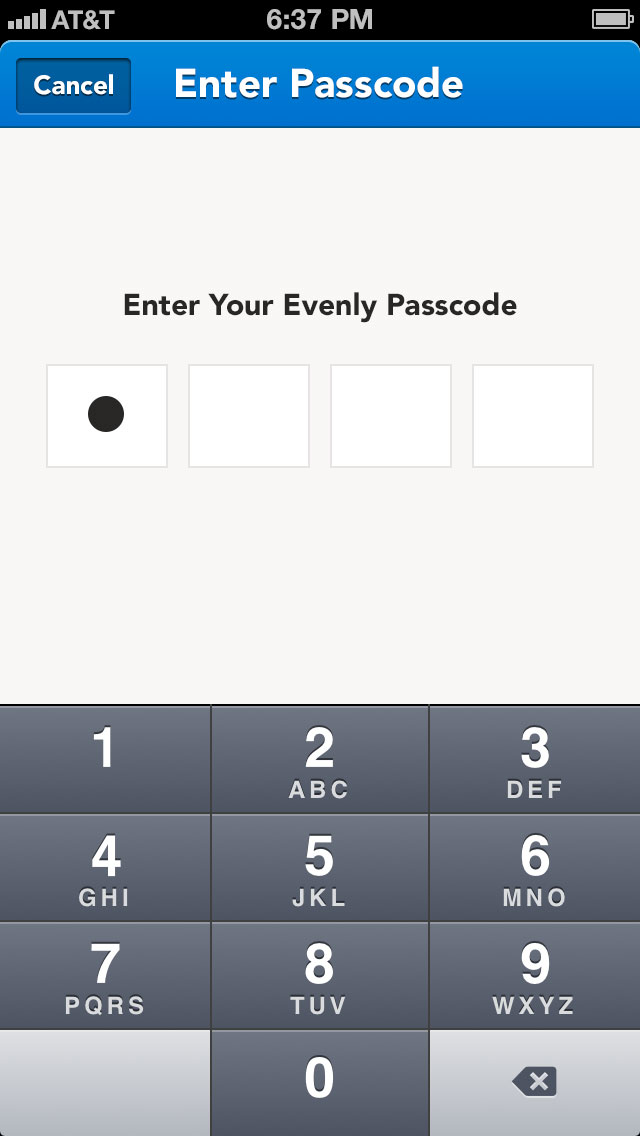 AT&T 6:37 PM
Cancel Enter Passcode
Enter Your Evenly Passcode
1 2 3
ABC DEF
4 5 6
GHI JKL MNO
7 8 9
PQRS TUV WXYZ
0